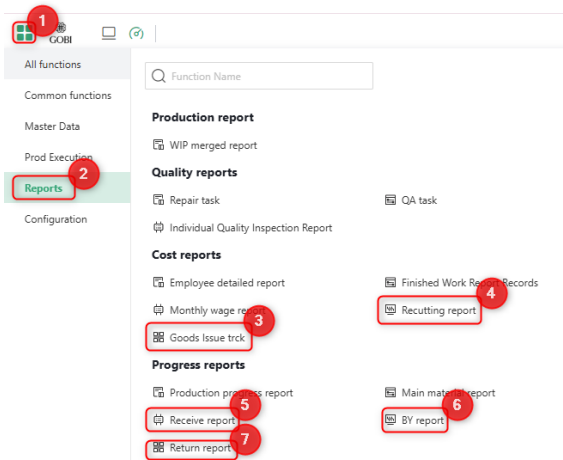 1
GOBI
All functions
Common functions
Master Data
Prod Execution
2
Reports
Configuration
Function Name
Production report
WIP merged report
Quality reports
Repair task
QA task
Individual Quality Inspection Report
Cost reports
Employee detailed report
Finished Work Report Records
4
Monthly wage report
Recutting report
3
Goods Issue trck
Progress reports
Production progress report
Main material report
5
6
Receive report
BY report
7
Return report